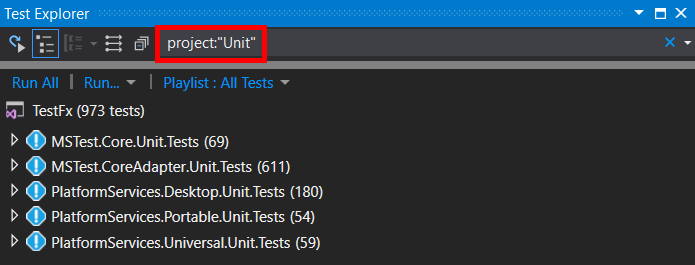 Test Explorer
project:"Unit"
Run All | Run... | Playlist : All Tests
TestFx (973 tests)
MSTest.Core.Unit.Tests (69)
MSTest.CoreAdapter.Unit.Tests (611)
PlatformServices.Desktop.Unit.Tests (180)
PlatformServices.Portable.Unit.Tests (54)
PlatformServices.Universal.Unit.Tests (59)